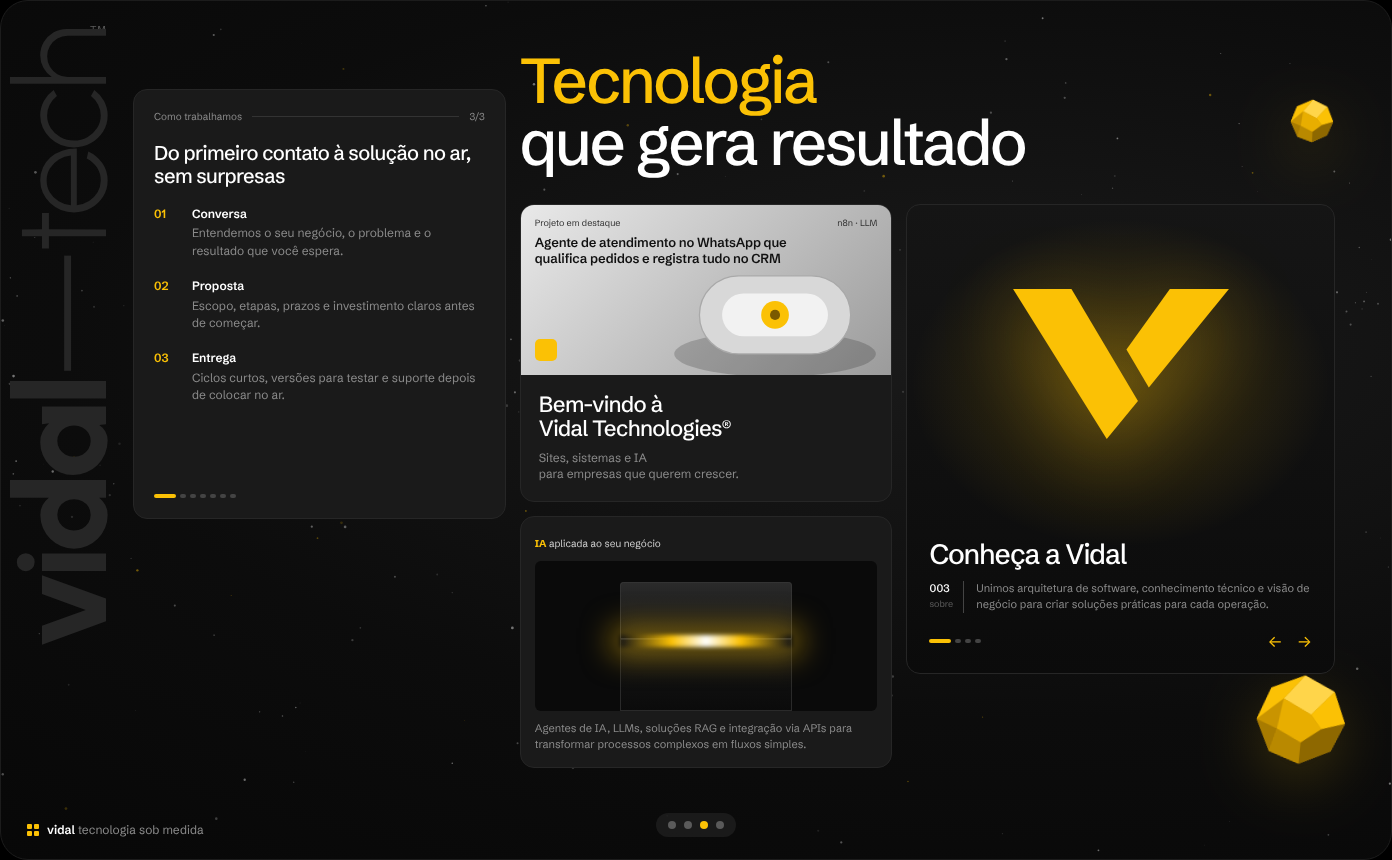 vidal—tech™
Como trabalhamos
3/3
Do primeiro contato à solução no ar,
sem surpresas
01
Conversa
Entendemos o seu negócio, o problema e o
resultado que você espera.
02
Proposta
Escopo, etapas, prazos e investimento claros antes
de começar.
03
Entrega
Ciclos curtos, versões para testar e suporte depois
de colocar no ar.
Tecnologia
que gera resultado
Projeto em destaque
n8n · LLM
Agente de atendimento no WhatsApp que
qualifica pedidos e registra tudo no CRM
Bem-vindo à
Vidal Technologies®
Sites, sistemas e IA
para empresas que querem crescer.
IA aplicada ao seu negócio
Agentes de IA, LLMs, soluções RAG e integração via APIs para
transformar processos complexos em fluxos simples.
Conheça a Vidal
003
sobre
Unimos arquitetura de software, conhecimento técnico e visão de
negócio para criar soluções práticas para cada operação.
vidal tecnologia sob medida